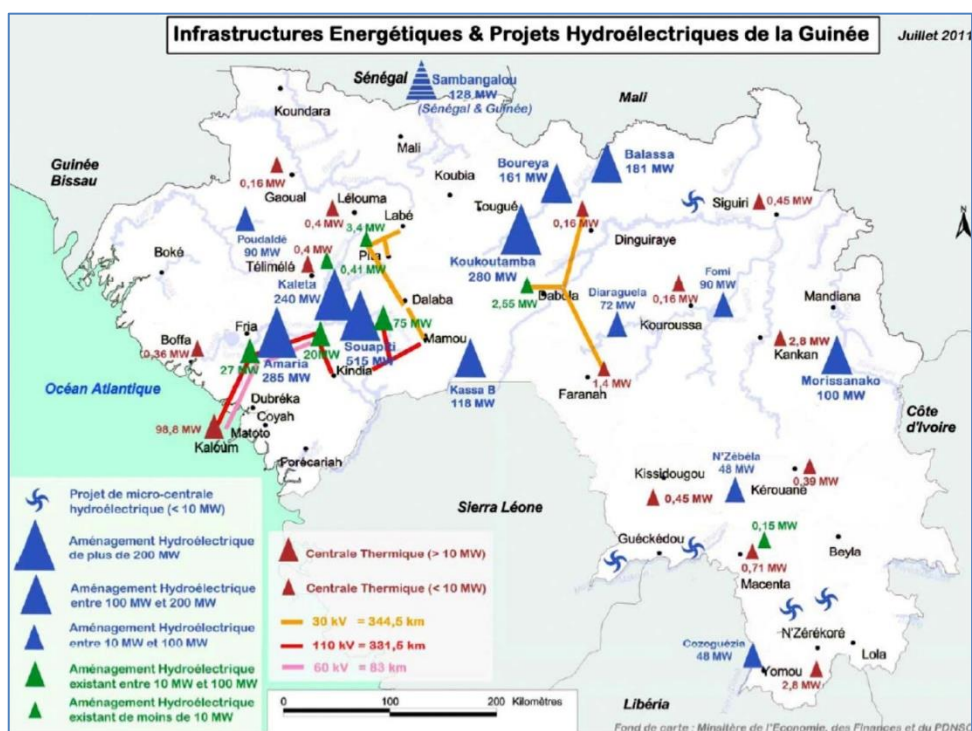 Infrastructures Energétiques & Projets Hydroélectriques de la Guinée
Juillet 2011
Sénégal
Sambangalou
128 MW
(Sénégal & Guinée)
Koundara
Mali
Mali
Guinée
Bissau
0,16 MW
Gaoual
Lélouma
0,4 MW
Koubia
Boureya
161 MW
Balassa
181 MW
Siguiri
0,45 MW
Tougué
0,16 MW
Dinguiraye
Labé
3,4 MW
Poudaldé
90 MW
Boké
Pita
0,4 MW
0,41 MW
Télimélé
Koukoutamba
280 MW
Kaleta
240 MW
Dalaba
2,55 MW
Dabola
Diaraguela
72 MW
0,16 MW
Kouroussa
Fomi
90 MW
Mandiana
Boffa
0,36 MW
Fria
27 MW
Amaria
285 MW
20MW
Souapiti
515 MW
75 MW
Mamou
Kindia
Kassa B
118 MW
Faranah
1,4 MW
2,8 MW
Kankan
Morissanako
100 MW
Océan Atlantique
Dubréka
Coyah
98,8 MW
Matoto
Kaloum
Forécariah
Côte
d'Ivoire
Sierra Léone
Kissidougou
0,45 MW
N'Zébéla
48 MW
Kérouané
0,39 MW
Guéckédou
0,15 MW
0,71 MW
Macenta
Beyla
N'Zérékoré
Lola
Cozoguézia
48 MW
Yomou
2,8 MW
Libéria
Projet de micro-centrale
hydroélectrique (< 10 MW)
Aménagement Hydroélectrique
de plus de 200 MW
Aménagement Hydroélectrique
entre 100 MW et 200 MW
Aménagement Hydroélectrique
entre 10 MW et 100 MW
Aménagement Hydroélectrique
existant entre 10 MW et 100 MW
Aménagement Hydroélectrique
existant de moins de 10 MW
Centrale Thermique (> 10 MW)
Centrale Thermique (< 10 MW)
30 kV = 344,5 km
110 kV = 331,5 km
60 kV = 83 km
0 100 200 Kilomètres
N
Fond de carte : Minsitère de l'Economie, des Finances et du PDNSC